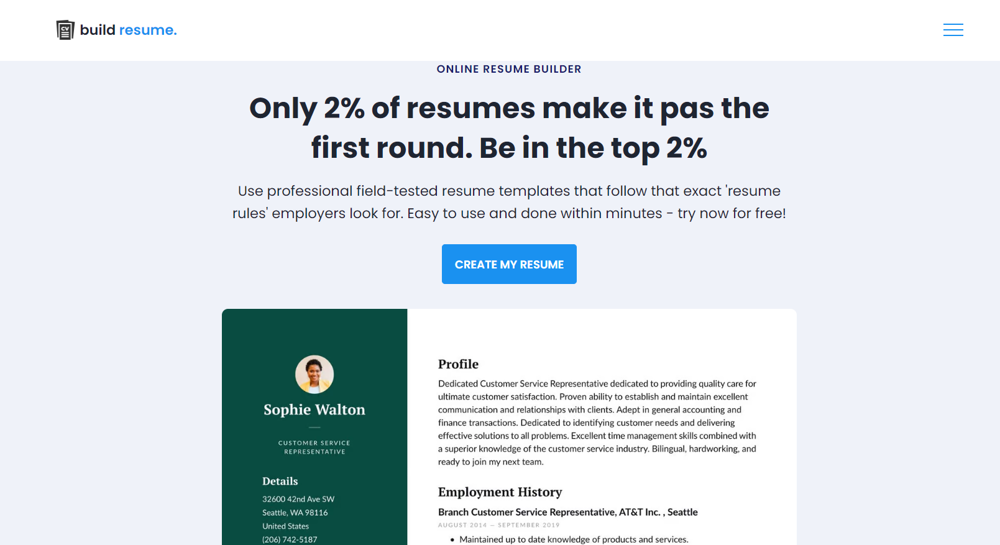 CV
build resume.
ONLINE RESUME BUILDER
Only 2% of resumes make it pas the
first round. Be in the top 2%
Use professional field-tested resume templates that follow that exact 'resume
rules' employers look for. Easy to use and done within minutes - try now for free!
CREATE MY RESUME
Sophie Walton
CUSTOMER SERVICE
REPRESENTATIVE
Details
32600 42nd Ave SW
Seattle, WA 98116
United States
(206) 742-5187
Profile
Dedicated Customer Service Representative dedicated to providing quality care for
ultimate customer satisfaction. Proven ability to establish and maintain excellent
communication and relationships with clients. Adept in general accounting and
finance transactions. Dedicated to identifying customer needs and delivering
effective solutions to all problems. Excellent time management skills combined with
a superior knowledge of the customer service industry. Bilingual, hardworking, and
ready to join my next team.
Employment History
Branch Customer Service Representative, AT&T Inc. , Seattle
AUGUST 2014 — SEPTEMBER 2019
• Maintained up to date knowledge of products and services.